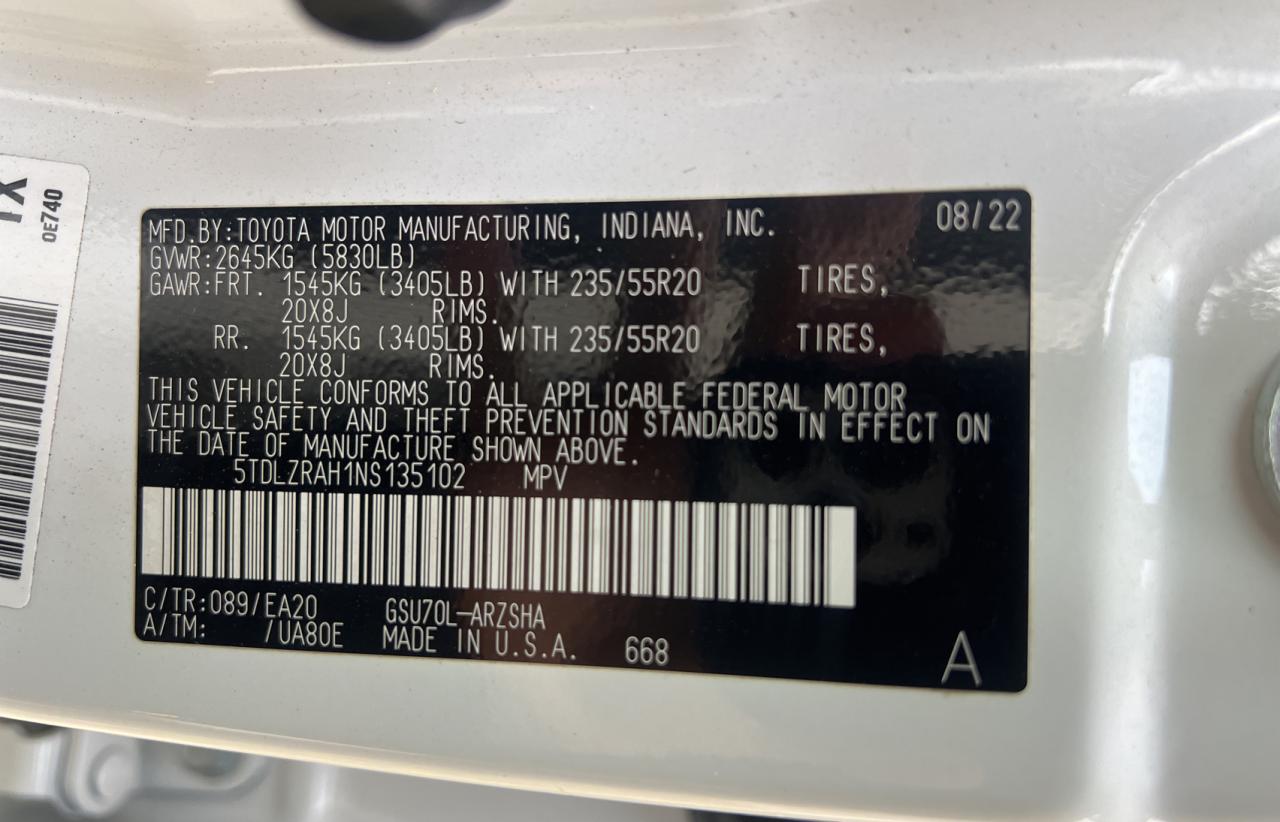 1X
0E740
MFD.BY:TOYOTA MOTOR MANUFACTURING, INDIANA, INC. 08/22
GVWR:2645KG (5830LB)
GAWR:FRT. 1545KG (3405LB) WITH 235/55R20 TIRES,
20X8J RIMS.
RR. 1545KG (3405LB) WITH 235/55R20 TIRES,
20X8J RIMS.
THIS VEHICLE CONFORMS TO ALL APPLICABLE FEDERAL MOTOR
VEHICLE SAFETY AND THEFT PREVENTION STANDARDS IN EFFECT ON
THE DATE OF MANUFACTURE SHOWN ABOVE.
5TDLZRAH1NS135102 MPV
C/TR:089/EA20 GSU70L-ARZSHA
A/TM: /UA80E MADE IN U.S.A. 668
A